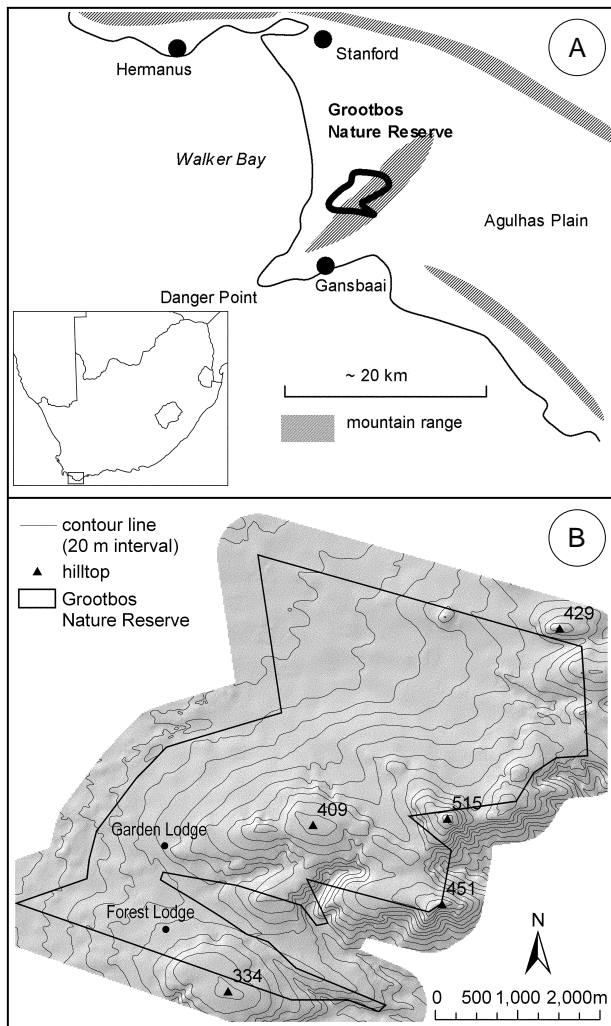 A
Hermanus
Stanford
Grootbos
Nature Reserve
Walker Bay
Agulhas Plain
Gansbaai
Danger Point
~ 20 km
mountain range
B
contour line
(20 m interval)
hilltop
Grootbos
Nature Reserve
429
409
515
Garden Lodge
451
Forest Lodge
334
N
0 500 1,000 2,000m